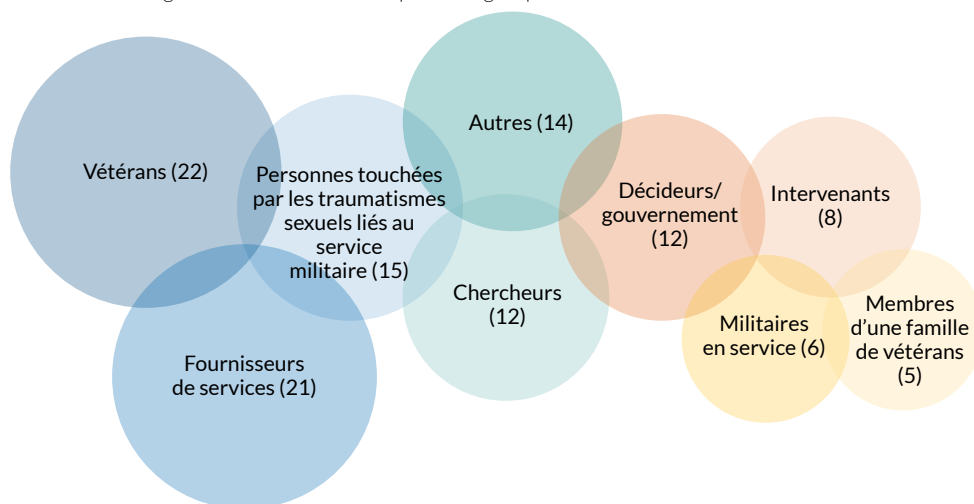 Vétérans (22)
Personnes touchées
par les traumatismes
sexuels liés au
service
militaire (15)
Autres (14)
Décideurs/
gouvernement
(12)
Intervenants
(8)
Chercheurs
(12)
Fournisseurs
de services (21)
Militaires
en service (6)
Membres
d'une famille
de vétérans
(5)